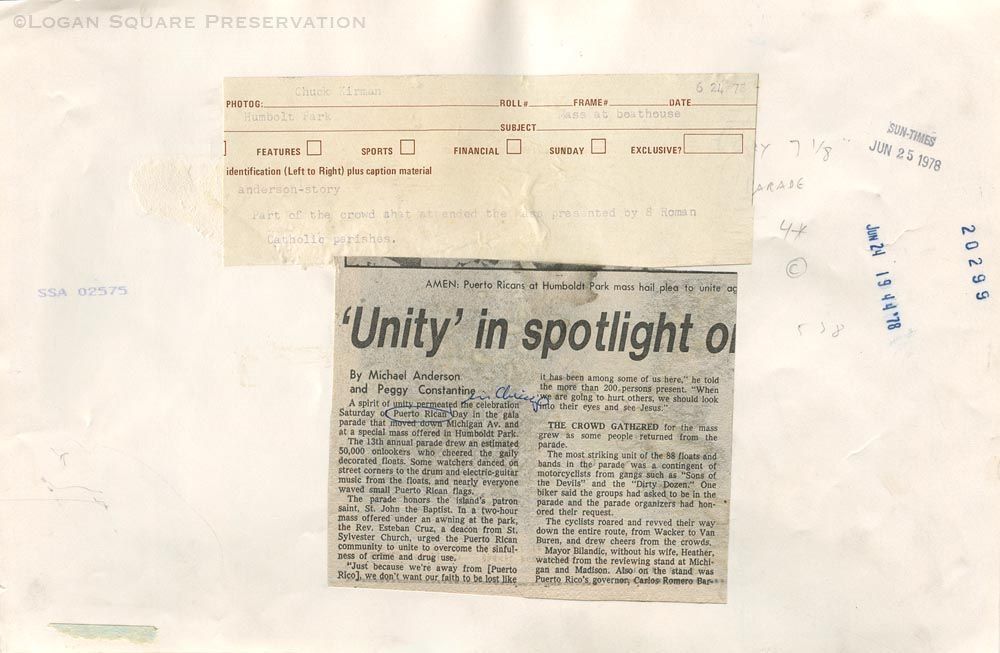 ©LOGAN SQUARE PRESERVATION
Chuck Kirman
6 24 78
PHOTOG:
ROLL#
FRAME#
DATE
Humbolt Park
Mass at boathouse
SUBJECT
FEATURES
SPORTS
FINANCIAL
SUNDAY
EXCLUSIVE?
identification (Left to Right) plus caption material
anderson-story
Part of the crowd that attended the mass presented by 8 Roman
Catholic parishes.
7 1/8"
ARADE
4*
©
SUN-TIMES
JUN 25 1978
JUN 24 19 44 '78
20299
SSA 02575
AMEN: Puerto Ricans at Humboldt Park mass hail plea to unite ag
'Unity' in spotlight o
By Michael Anderson
and Peggy Constantine
A spirit of unity permeated the celebration
Saturday of Puerto Rican Day in the gala
parade that moved down Michigan Av. and
at a special mass offered in Humboldt Park.
The 13th annual parade drew an estimated
50,000 onlookers who cheered the gaily
decorated floats. Some watchers danced on
street corners to the drum and electric-guitar
music from the floats, and nearly everyone
waved small Puerto Rican flags.
The parade honors the island's patron
saint, St. John the Baptist. In a two-hour
mass offered under an awning at the park,
the Rev. Esteban Cruz, a deacon from St.
Sylvester Church, urged the Puerto Rican
community to unite to overcome the sinful-
ness of crime and drug use.
"Just because we're away from [Puerto
Rico], we don't want our faith to be lost like
it has been among some of us here," he told
the more than 200 persons present. "When
we are going to hurt others, we should look
into their eyes and see Jesus."
THE CROWD GATHERED for the mass
grew as some people returned from the
parade.
The most striking unit of the 88 floats and
bands in the parade was a contingent of
motorcyclists from gangs such as "Sons of
the Devils" and the "Dirty Dozen." One
biker said the groups had asked to be in the
parade and the parade organizers had hon-
ored their request.
The cyclists roared and revved their way
down the entire route, from Wacker to Van
Buren, and drew cheers from the crowds.
Mayor Bilandic, without his wife, Heather,
watched from the reviewing stand at Michi-
gan and Madison. Also on the stand was
Puerto Rico's governor, Carlos Romero Bar-